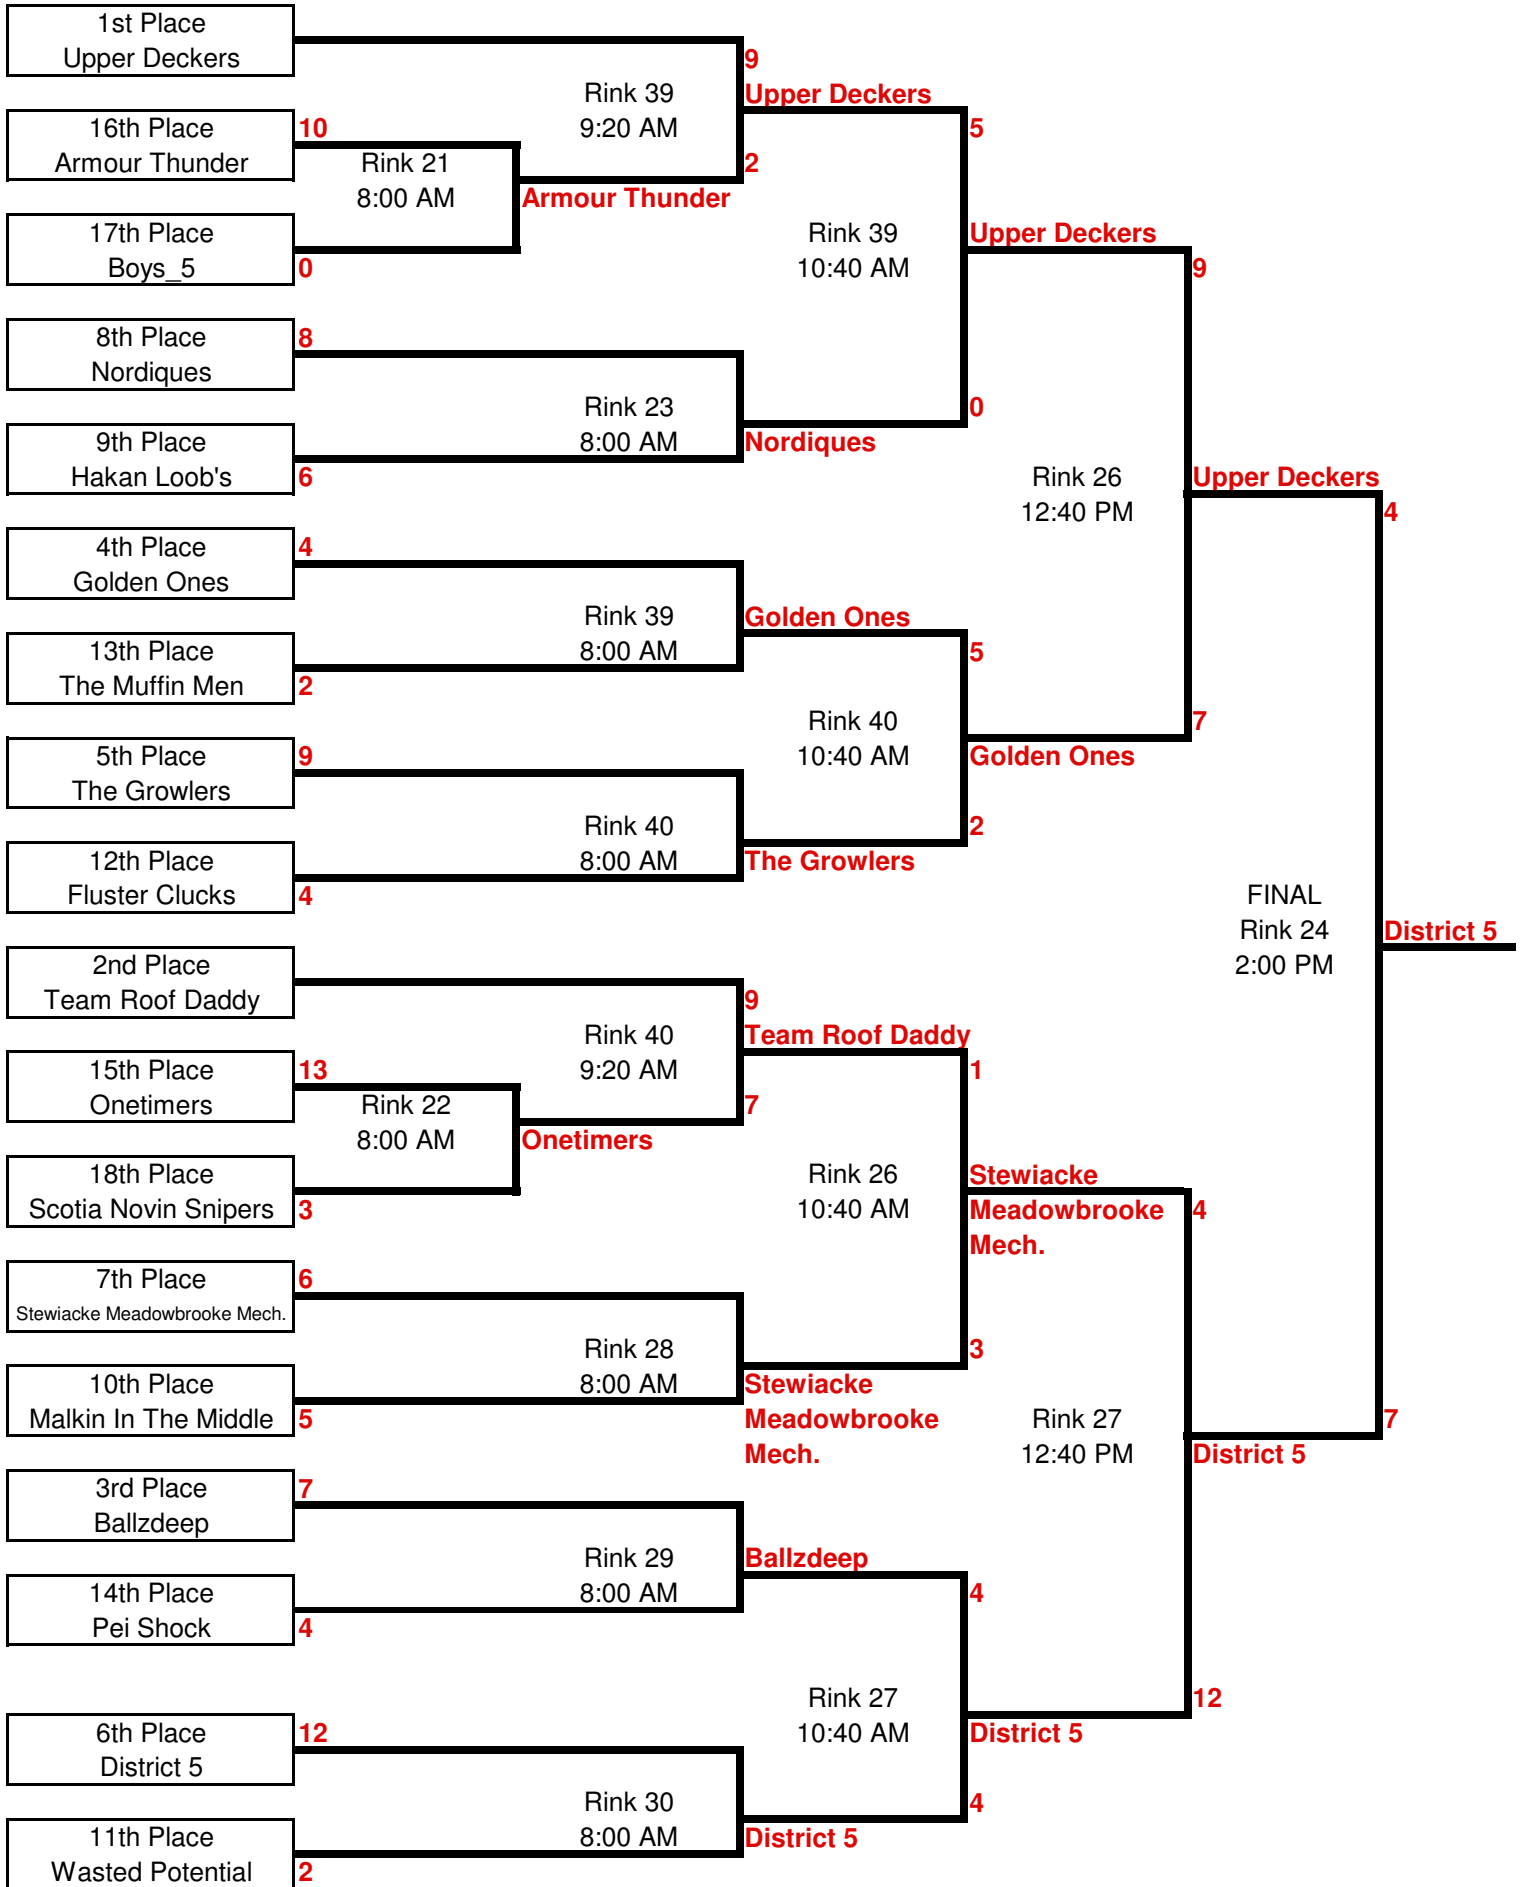 1st Place
Upper Deckers
9
Rink 39
Upper Deckers
16th Place
10
9:20 AM
5
Armour Thunder
Rink 21
2
8:00 AM
Armour Thunder
17th Place
Rink 39
Upper Deckers
Boys_5
0
10:40 AM
9
8th Place
8
Nordiques
Rink 23
0
9th Place
8:00 AM
Nordiques
Hakan Loob's
6
Rink 26
Upper Deckers
12:40 PM
4
4th Place
4
Golden Ones
Rink 39
Golden Ones
13th Place
8:00 AM
5
The Muffin Men
2
Rink 40
7
5th Place
9
10:40 AM
Golden Ones
The Growlers
Rink 40
2
12th Place
8:00 AM
The Growlers
Fluster Clucks
4
FINAL
Rink 24
District 5
2:00 PM
2nd Place
Team Roof Daddy
9
Rink 40
Team Roof Daddy
15th Place
13
9:20 AM
1
Onetimers
Rink 22
7
8:00 AM
Onetimers
18th Place
Rink 26
Stewiacke
Scotia Novin Snipers
3
10:40 AM
Meadowbrooke
4
Mech.
7th Place
6
Stewiacke Meadowbrooke Mech.
Rink 28
3
10th Place
8:00 AM
Stewiacke
Malkin In The Middle
5
Meadowbrooke
Rink 27
7
Mech.
12:40 PM
District 5
3rd Place
7
Ballzdeep
Rink 29
Ballzdeep
14th Place
8:00 AM
4
Pei Shock
4
Rink 27
12
6th Place
12
10:40 AM
District 5
District 5
Rink 30
4
11th Place
8:00 AM
District 5
Wasted Potential
2